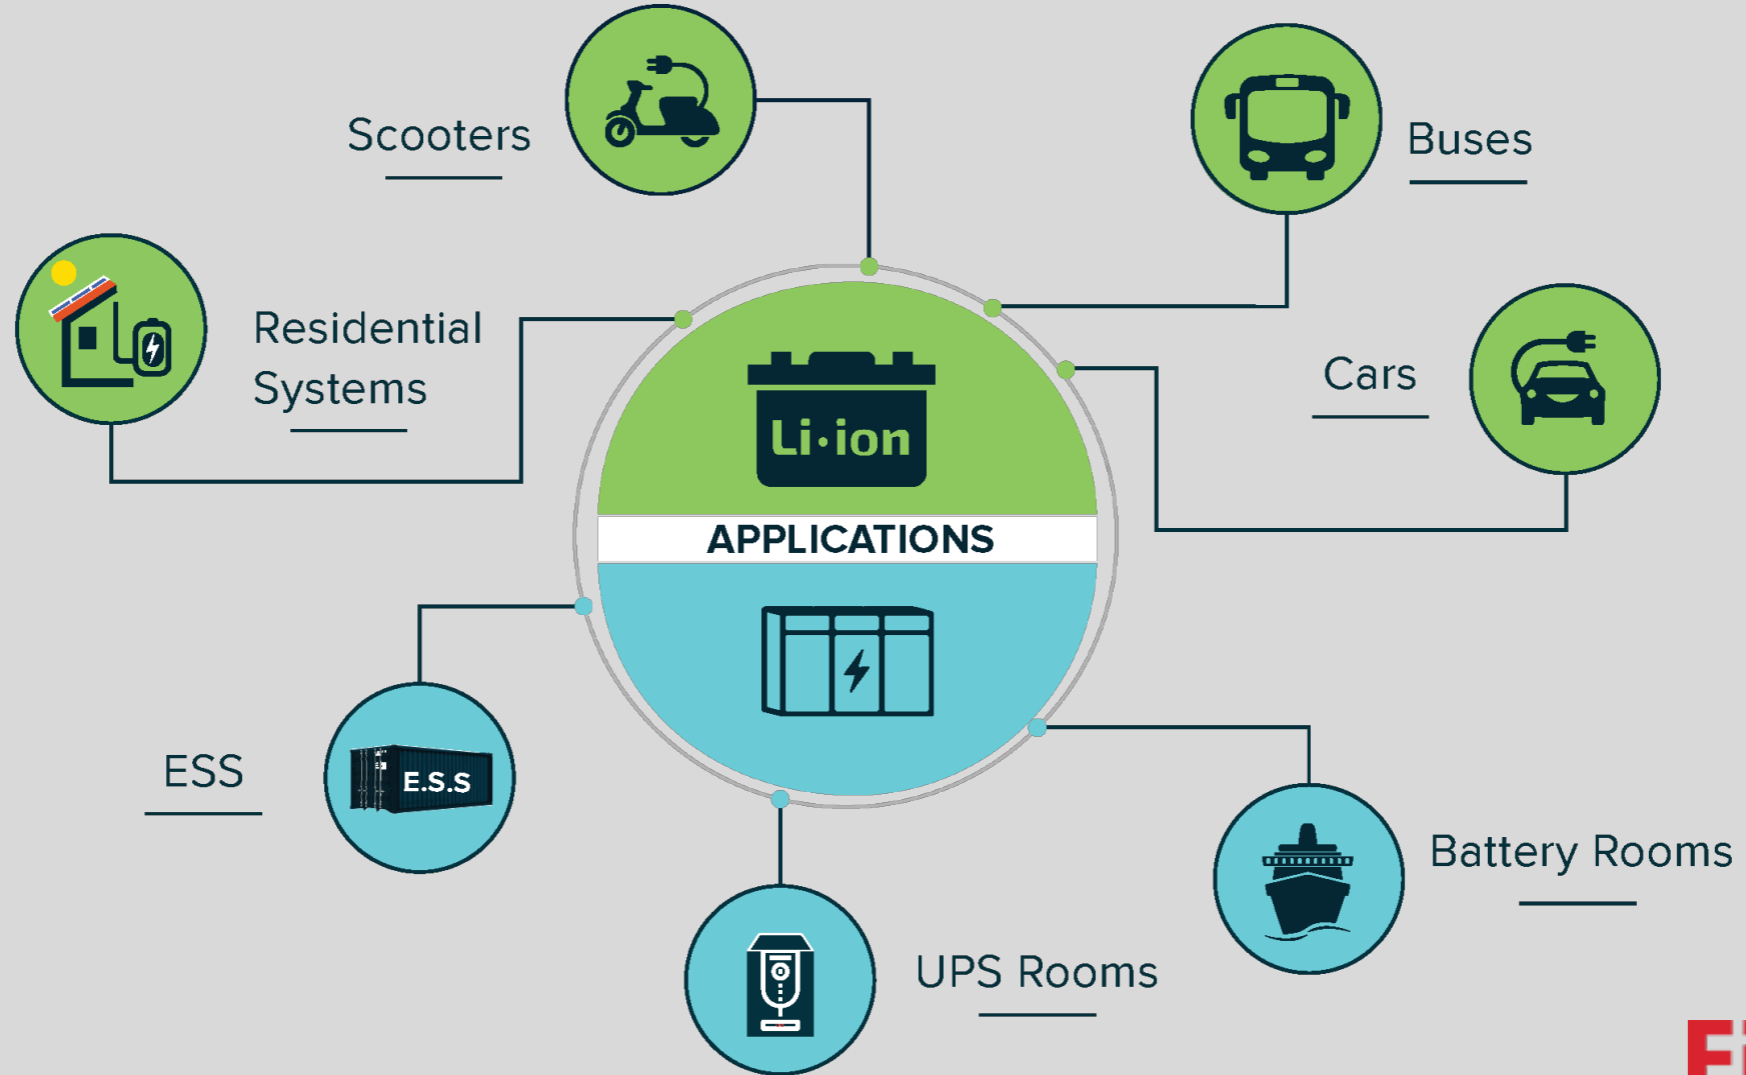 Scooters
Buses
Residential
Systems
Cars
Li·ion
APPLICATIONS
ESS
E.S.S
Battery Rooms
UPS Rooms